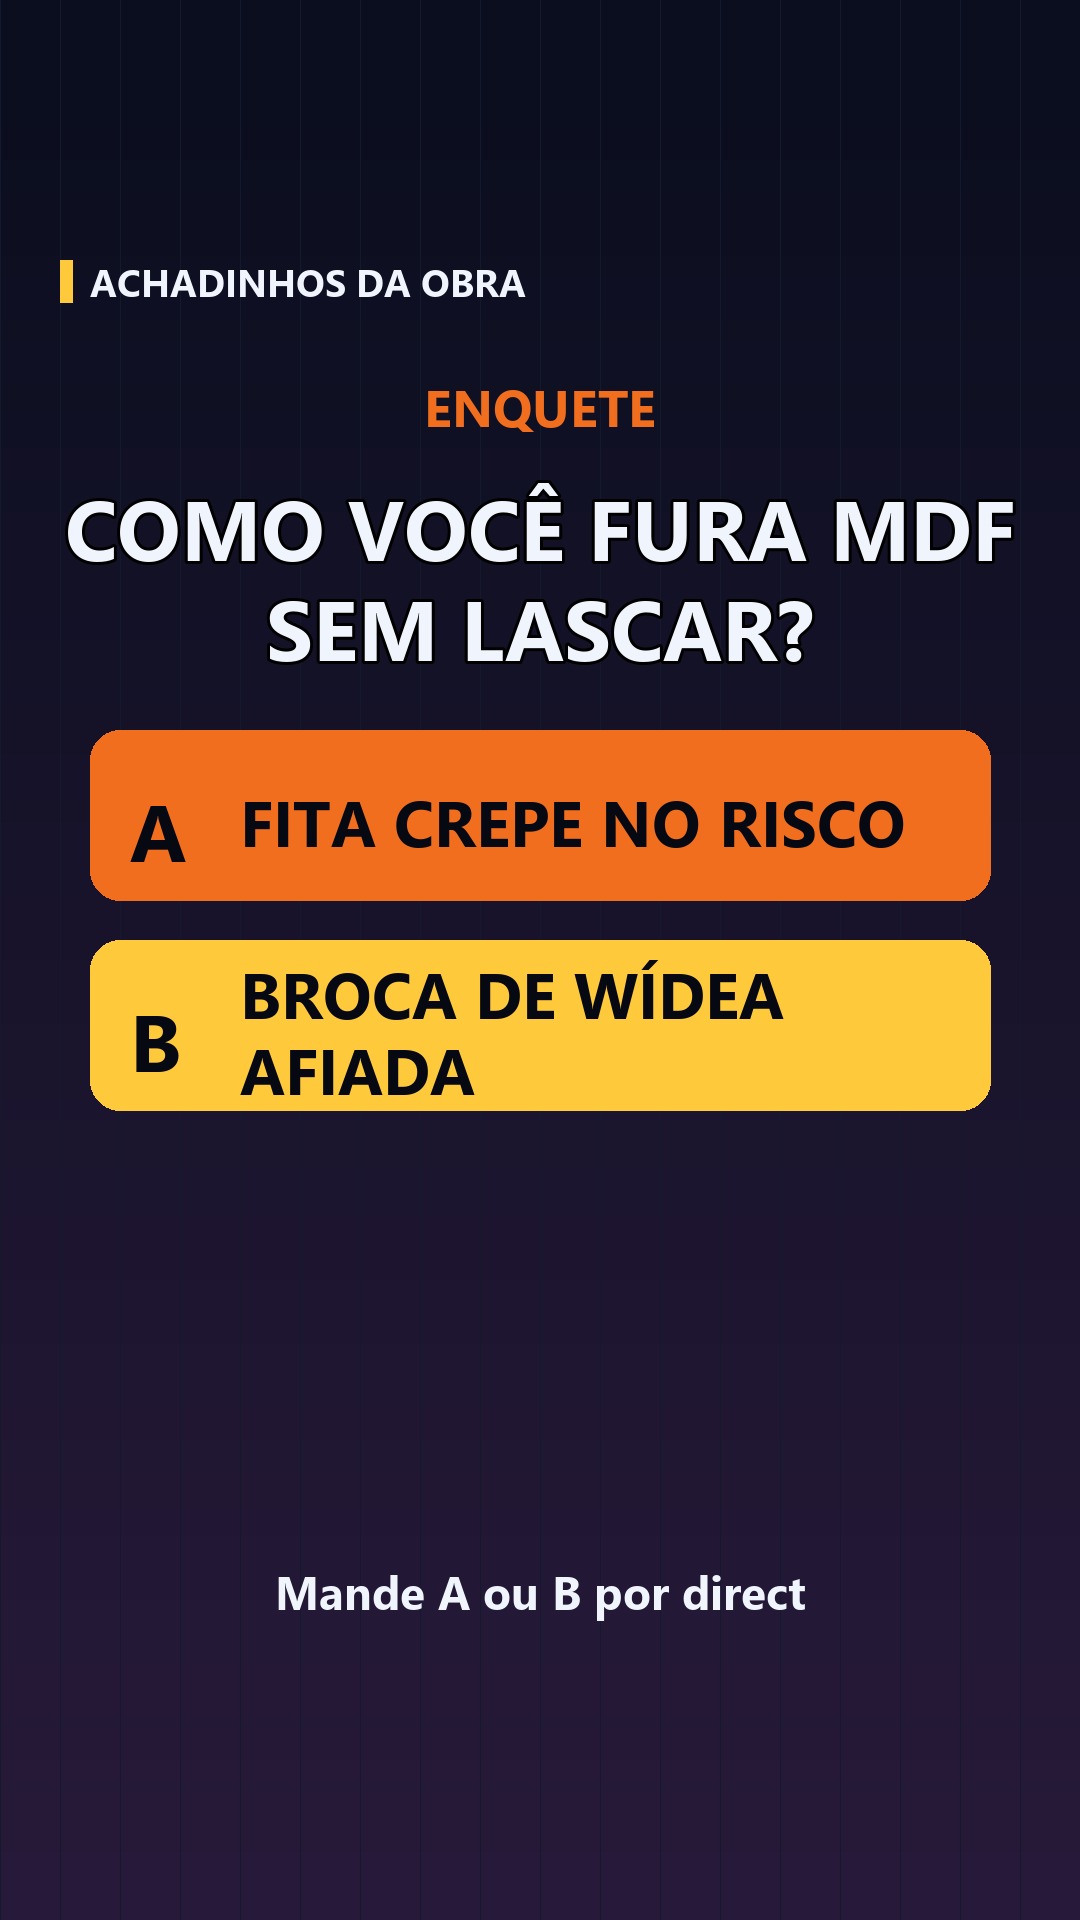 ACHADINHOS DA OBRA
ENQUETE
COMO VOCÊ FURA MDF
SEM LASCAR?
A FITA CREPE NO RISCO
B BROCA DE WÍDEA
AFIADA
Mande A ou B por direct